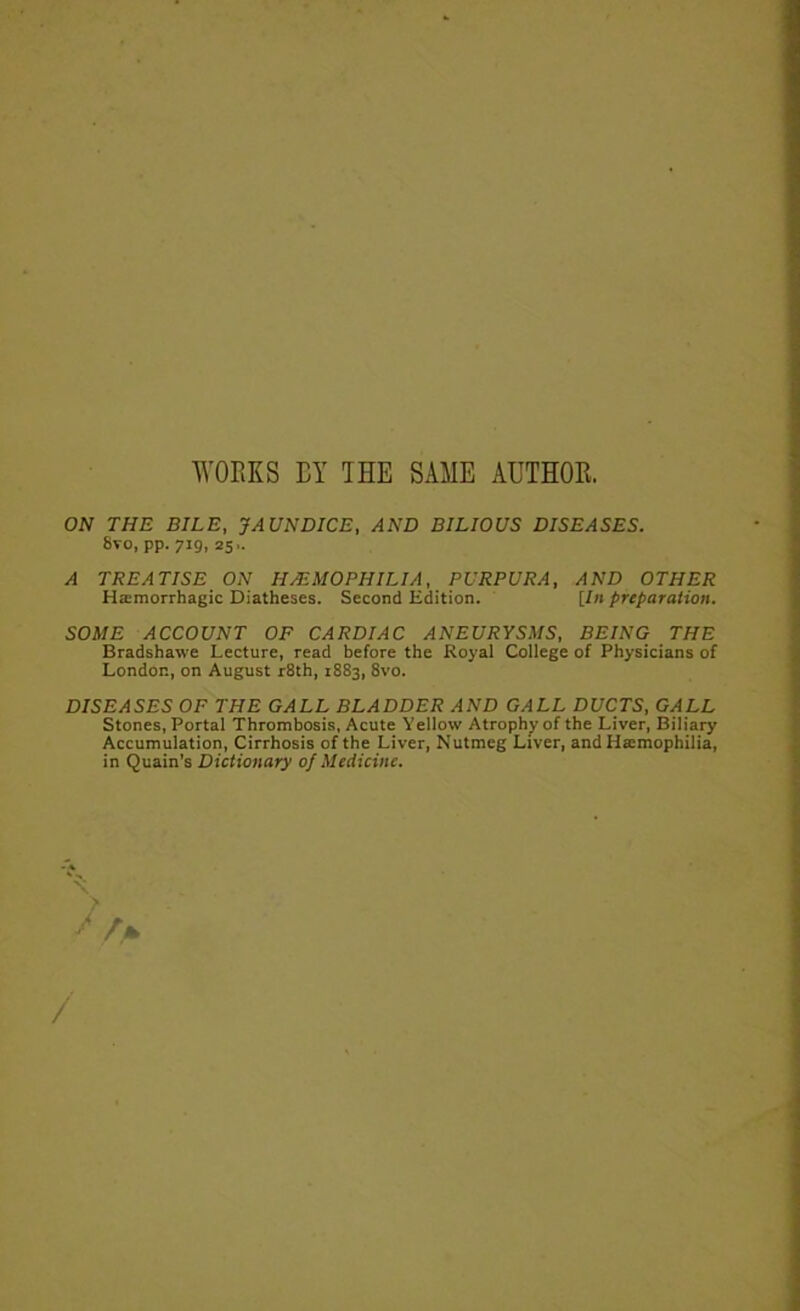 WORKS BY THE SAME AUTHOR.
ON THE BILE, JAUNDICE, AND BILIOUS DISEASES.
8vo, pp. 719, 25s.
A TREATISE ON HÆMOPHILIA, PURPURA, AND OTHER
Hæmorrhagic Diatheses. Second Edition. [In preparation.
SOME ACCOUNT OF CARDIAC ANEURYSMS, BEING THE
Bradshawe Lecture, read before the Royal College of Physicians of
London, on August 18th, 1883, 8vo.
DISEASES OF THE GALL BLADDER AND GALL DUCTS, GALL
Stones, Portal Thrombosis, Acute Yellow Atrophy of the Liver, Biliary
Accumulation, Cirrhosis of the Liver, Nutmeg Liver, and Hæmophilia,
in Quain's Dictionary of Medicine.